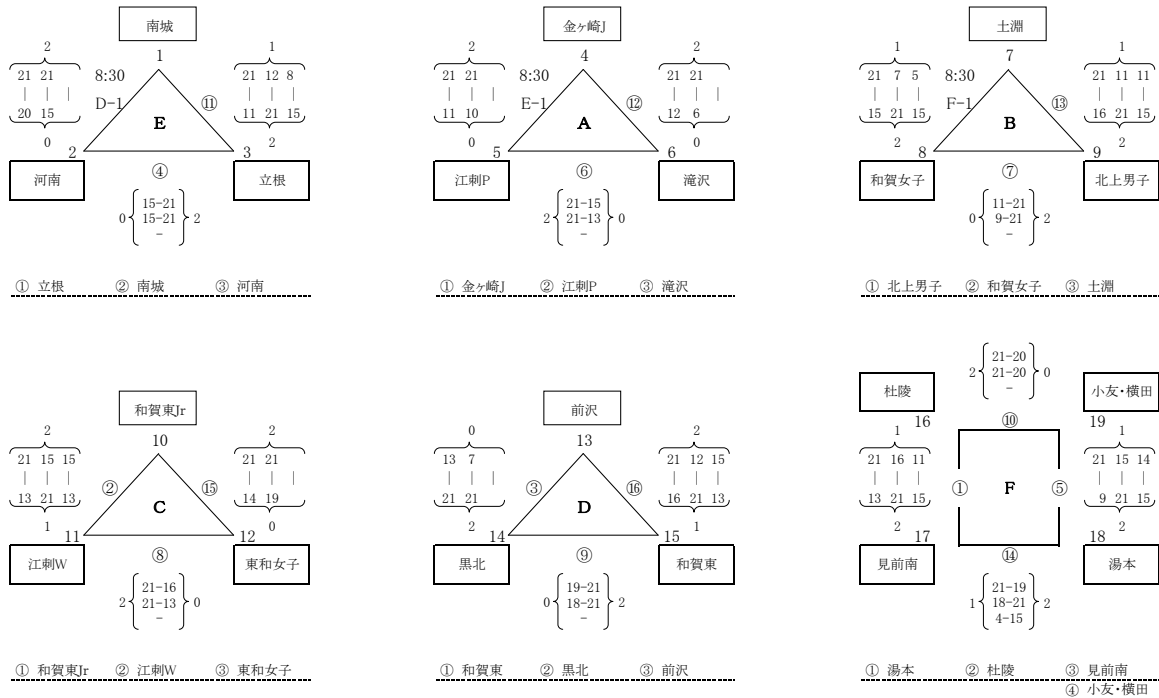 南城 金ヶ崎J 土淵
1 4 7
2 1 2 2 1 1
21 21 8:30 21 12 8 21 21 8:30 21 21 21 7 5 8:30 21 11 11
| | | D-1 ⑪ | | | | | | E-1 ⑫ | | | | | | F-1 ⑬ | | |
20 15 E 11 21 15 11 10 A 12 6 15 21 15 B 16 21 15
0 2 0 0 2 2
2 3 5 6 8 9
河南 ④ 立根 江刺P ⑥ 滝沢 和賀女子 ⑦ 北上男子
15-21 21-15 11-21
0 15-21 2 2 21-13 0 0 9-21 2
- - -
① 立根 ② 南城 ③ 河南 ① 金ヶ崎J ② 江刺P ③ 滝沢 ① 北上男子 ② 和賀女子 ③ 土淵
21-20
2 21-20 0
-
和賀東Jr 前沢 杜陵 小友・横田
10 13 16 ⑩ 19
2 2 0 2 1 1
21 15 15 21 21 13 7 21 12 15 21 16 11 21 15 14
| | | ② ⑮ | | | | | | ③ ⑯ | | | | | | ① F ⑤ | | |
13 21 13 C 14 19 21 21 D 16 21 13 13 21 15 9 21 15
1 0 2 1 2 2
11 12 14 15 17 18
江刺W ⑧ 東和女子 黒北 ⑨ 和賀東 見前南 ⑭ 湯本
21-16 19-21 21-19
2 21-13 0 0 18-21 2 1 18-21 2
- - 4-15
① 和賀東Jr ② 江刺W ③ 東和女子 ① 和賀東 ② 黒北 ③ 前沢 ① 湯本 ② 杜陵 ③ 見前南
④ 小友・横田